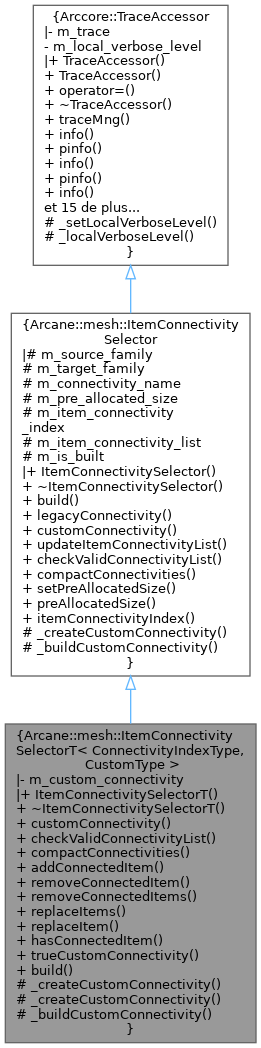 {Arccore::TraceAccessor
|- m_trace
- m_local_verbose_level
|+ TraceAccessor()
+ TraceAccessor()
+ operator=()
+ ~TraceAccessor()
+ traceMng()
+ info()
+ pinfo()
+ info()
+ pinfo()
+ info()
et 15 de plus...
# _setLocalVerboseLevel()
# _localVerboseLevel()
}
{Arcane::mesh::ItemConnectivity
Selector
|# m_source_family
# m_target_family
# m_connectivity_name
# m_pre_allocated_size
# m_item_connectivity
_index
# m_item_connectivity_list
# m_is_built
|+ ItemConnectivitySelector()
+ ~ItemConnectivitySelector()
+ build()
+ legacyConnectivity()
+ customConnectivity()
+ updateItemConnectivityList()
+ checkValidConnectivityList()
+ compactConnectivities()
+ setPreAllocatedSize()
+ preAllocatedSize()
+ itemConnectivityIndex()
# _createCustomConnectivity()
# _buildCustomConnectivity()
}
{Arcane::mesh::ItemConnectivity
SelectorT< ConnectivityIndexType,
CustomType >
|- m_custom_connectivity
|+ ItemConnectivitySelectorT()
+ ~ItemConnectivitySelectorT()
+ customConnectivity()
+ checkValidConnectivityList()
+ compactConnectivities()
+ addConnectedItem()
+ removeConnectedItem()
+ removeConnectedItems()
+ replaceItems()
+ replaceItem()
+ hasConnectedItem()
+ trueCustomConnectivity()
+ build()
# _createCustomConnectivity()
# _createCustomConnectivity()
# _buildCustomConnectivity()
}